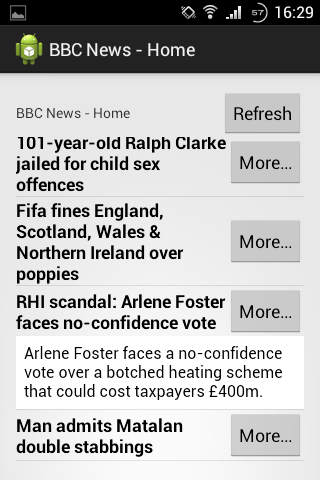 57 16:29
BBC News - Home
BBC News - Home
Refresh
101-year-old Ralph Clarke
jailed for child sex
offences
More...
Fifa fines England,
Scotland, Wales &
Northern Ireland over
poppies
More...
RHI scandal: Arlene Foster
faces no-confidence vote
More...
Arlene Foster faces a no-confidence
vote over a botched heating scheme
that could cost taxpayers £400m.
Man admits Matalan
double stabbings
More...